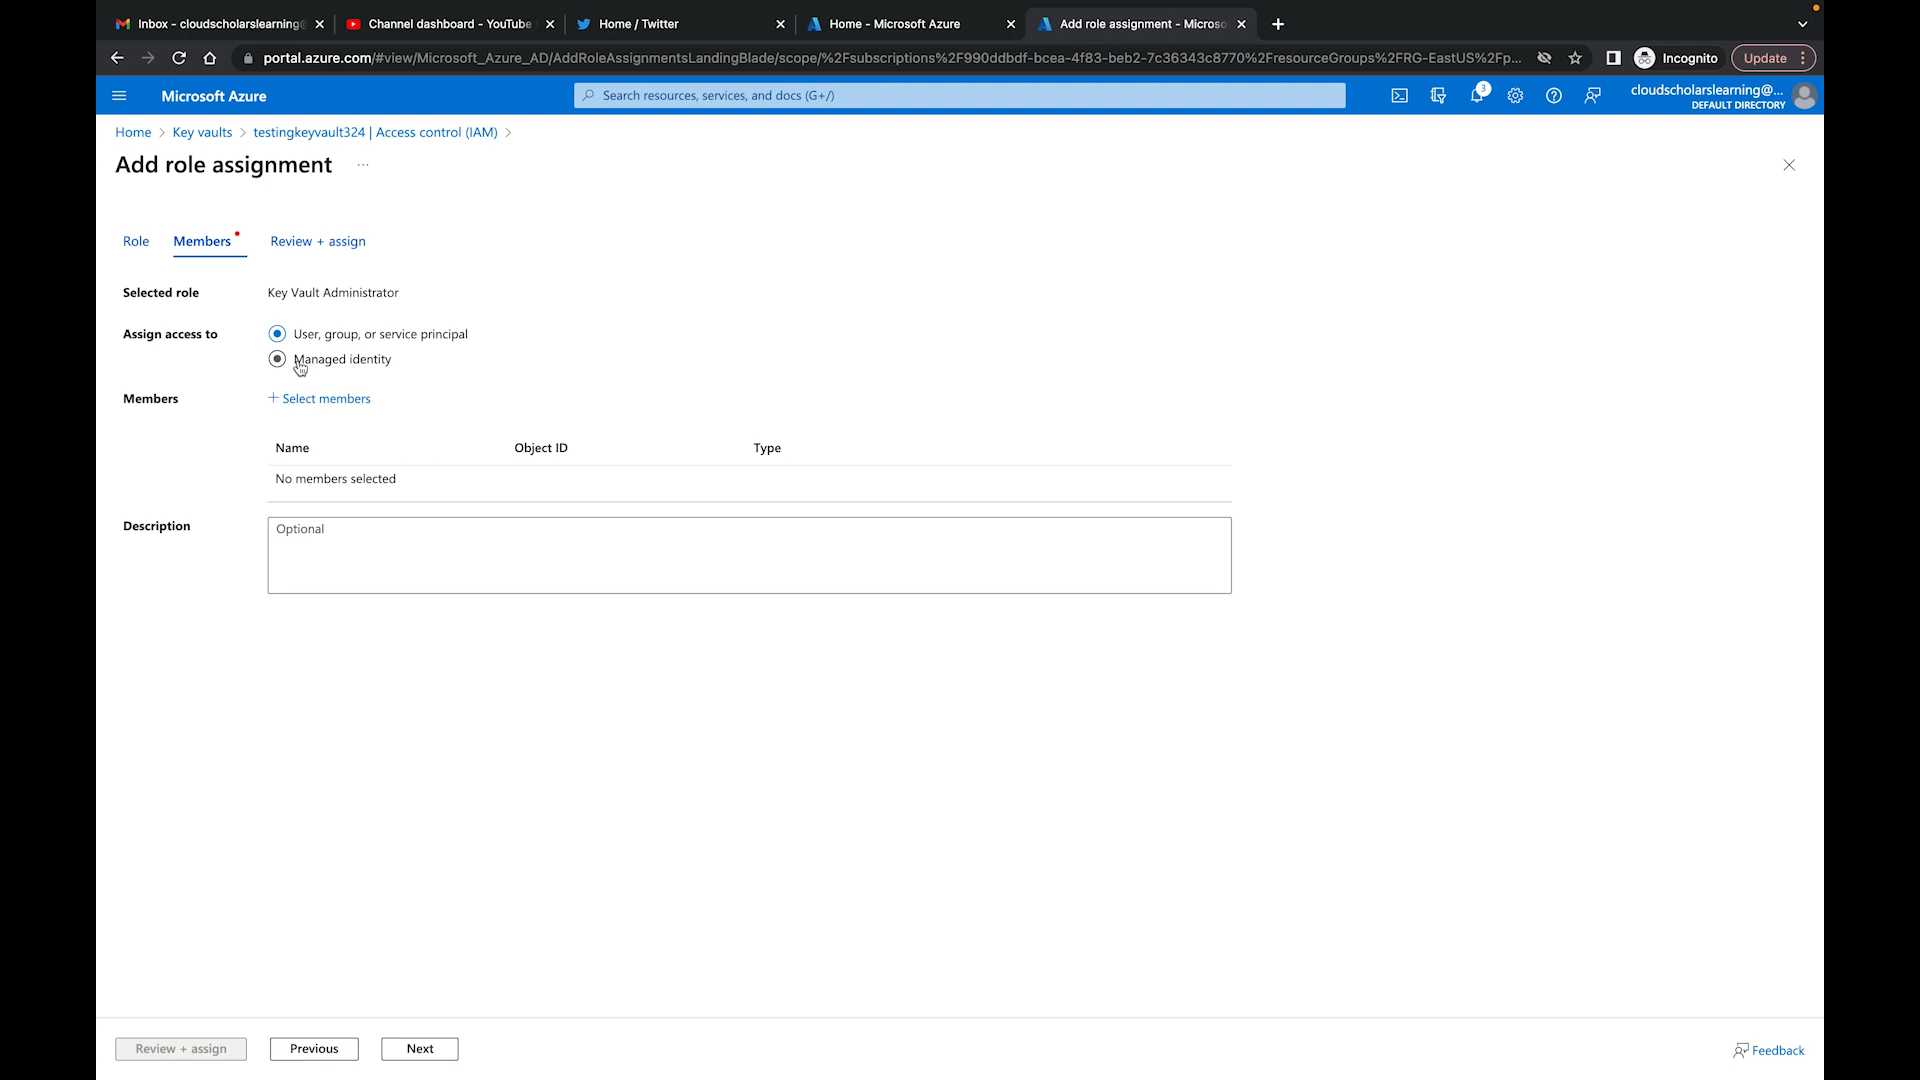 Inbox - cloudscholarslearning@
Channel dashboard - YouTube
Home / Twitter
Home - Microsoft Azure
Add role assignment - Microso
portal.azure.com/#view/Microsoft_Azure_AD/AddRoleAssignmentsLandingBlade/scope/%2Fsubscriptions%2F990ddbdf-bcea-4f83-beb2-7c36343c8770%2FresourceGroups%2FRG-EastUS%2Fp...
Incognito
Update
Microsoft Azure
Search resources, services, and docs (G+/)
3
cloudscholarslearning@...
DEFAULT DIRECTORY
Home > Key vaults > testingkeyvault324 | Access control (IAM) >
Add role assignment ...
Role Members Review + assign
Selected role Key Vault Administrator
Assign access to User, group, or service principal
Managed identity
Members + Select members
Name Object ID Type
No members selected
Description Optional
Review + assign Previous Next
Feedback